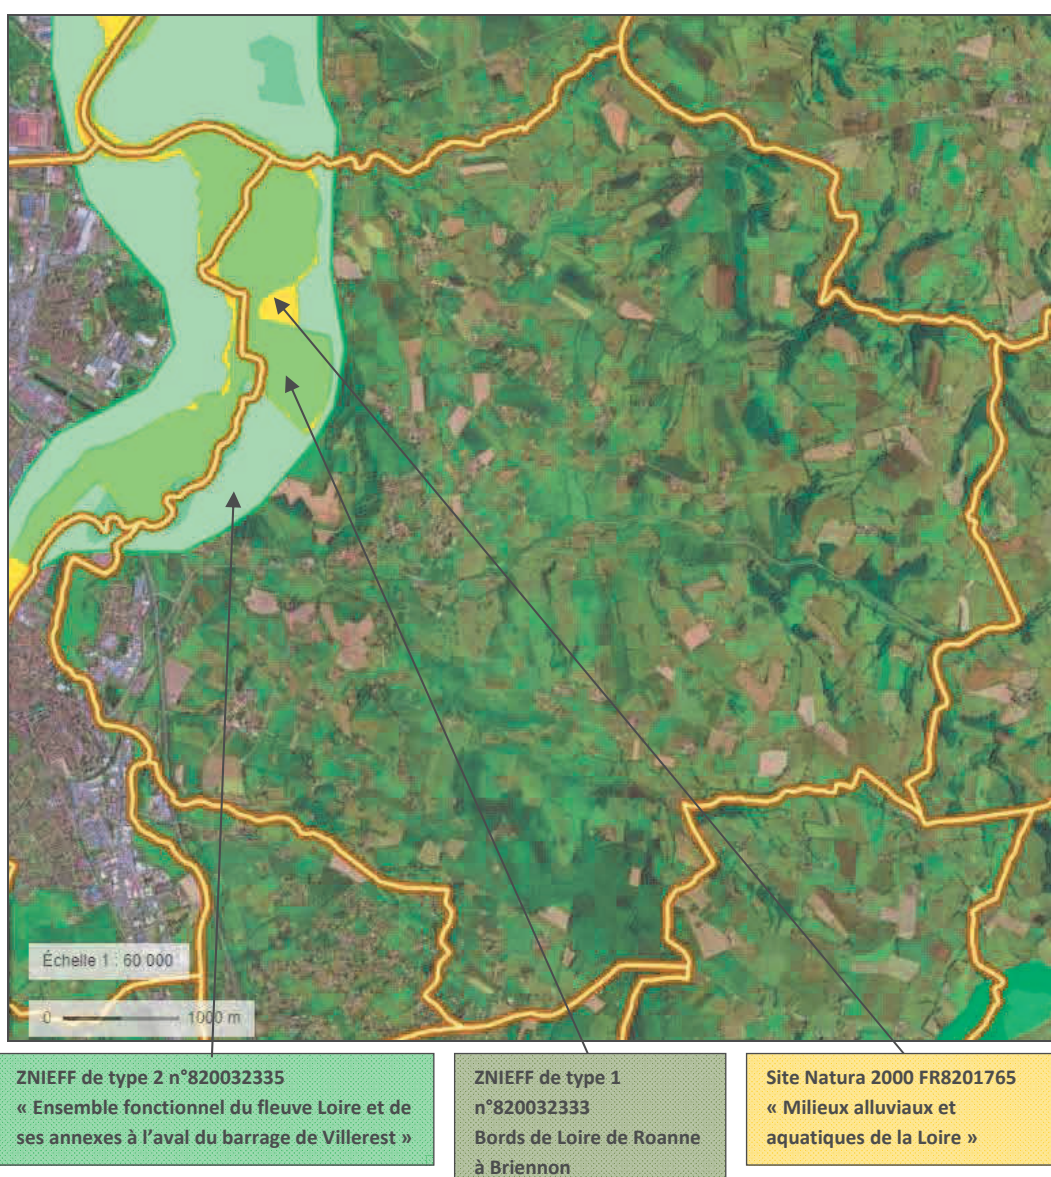 Échelle 1 : 60 000
0 1000 m
ZNIEFF de type 2 n°820032335
« Ensemble fonctionnel du fleuve Loire et de
ses annexes à l'aval du barrage de Villerest »
ZNIEFF de type 1
n°820032333
Bords de Loire de Roanne
à Briennon
Site Natura 2000 FR8201765
« Milieux alluviaux et
aquatiques de la Loire »